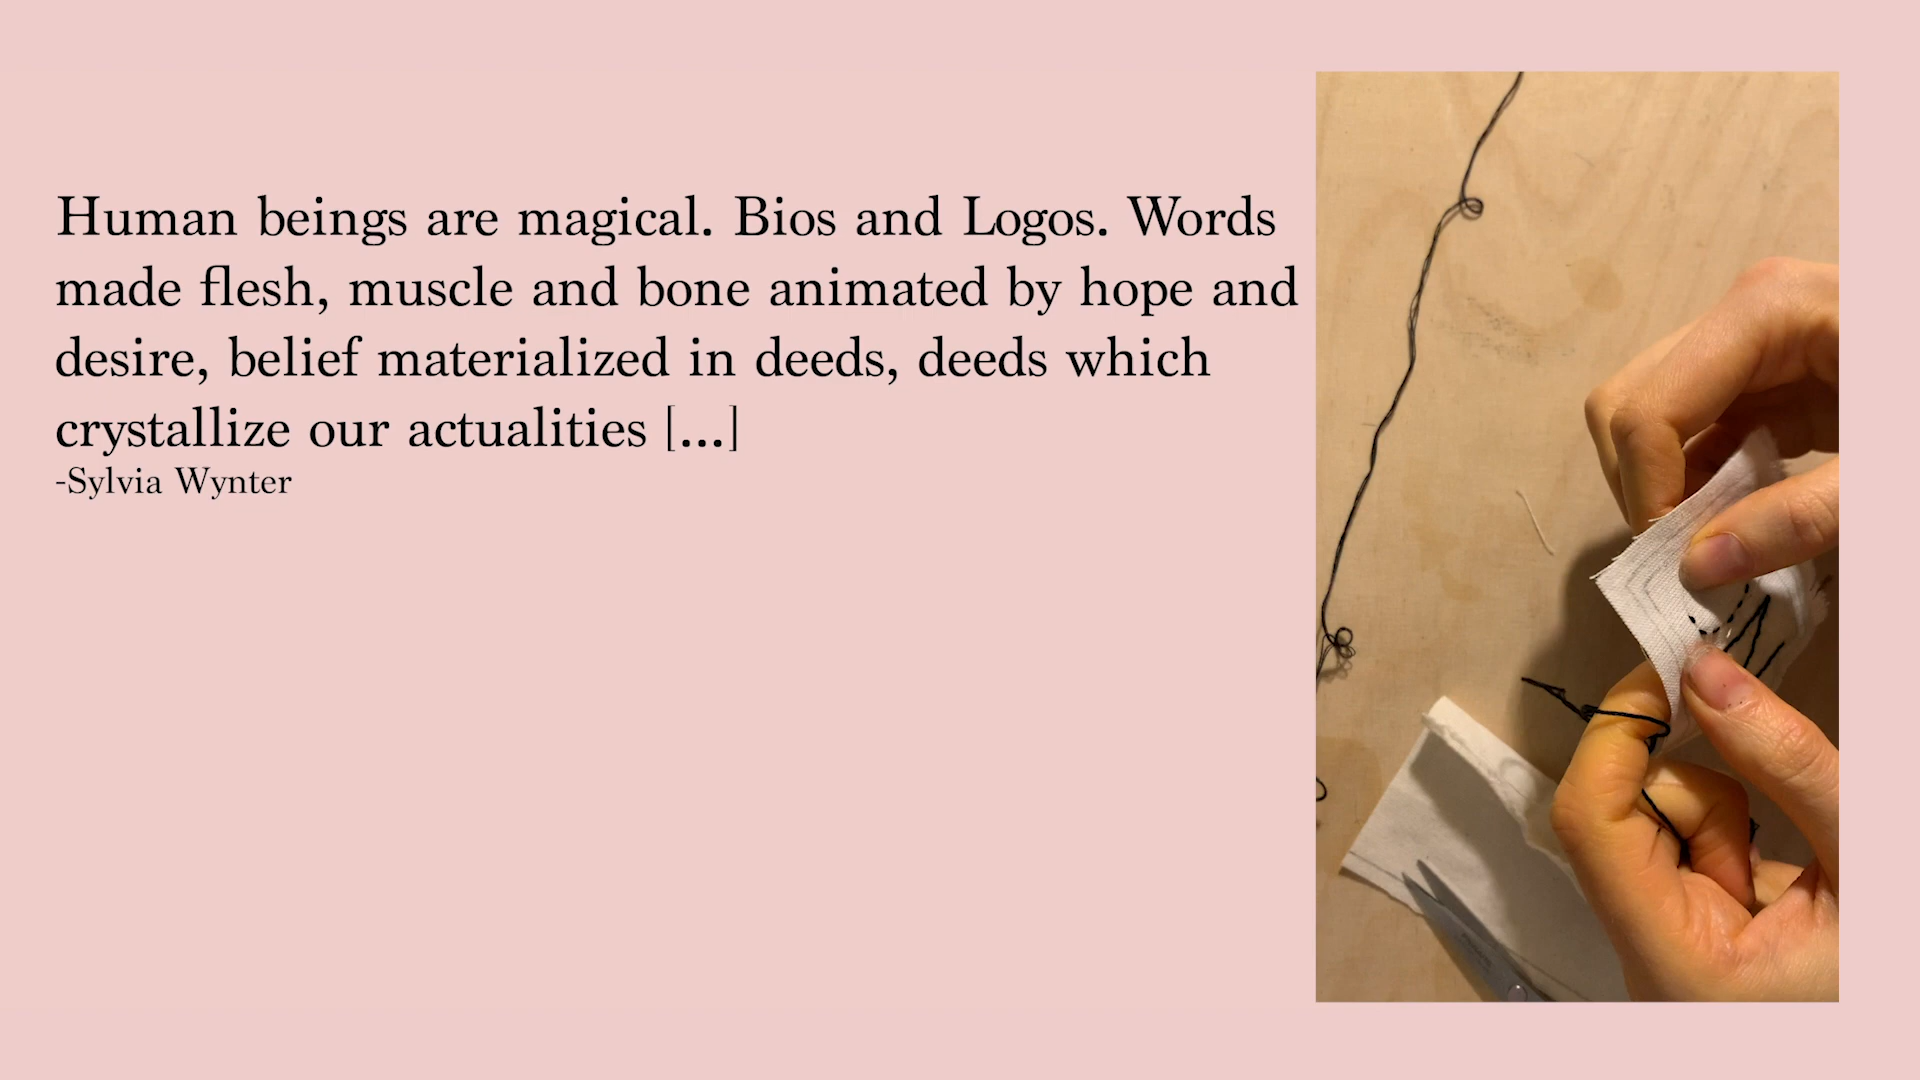 Human beings are magical. Bios and Logos. Words
made flesh, muscle and bone animated by hope and
desire, belief materialized in deeds, deeds which
crystallize our actualities [...]
-Sylvia Wynter